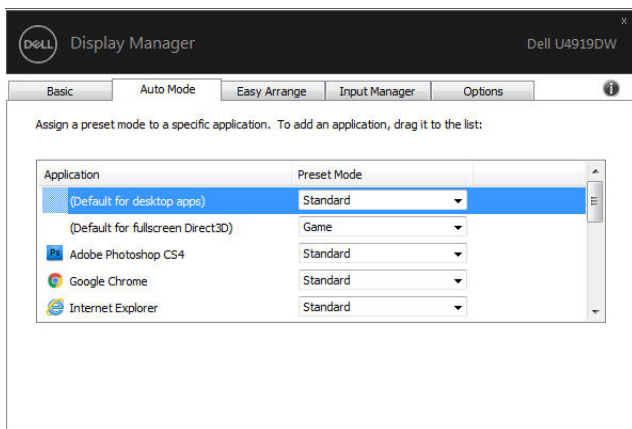 x
DELL Display Manager Dell U4919DW
Basic Auto Mode Easy Arrange Input Manager Options i
Assign a preset mode to a specific application. To add an application, drag it to the list:
Application Preset Mode
(Default for desktop apps) Standard
(Default for fullscreen Direct3D) Game
Ps Adobe Photoshop CS4 Standard
Google Chrome Standard
Internet Explorer Standard